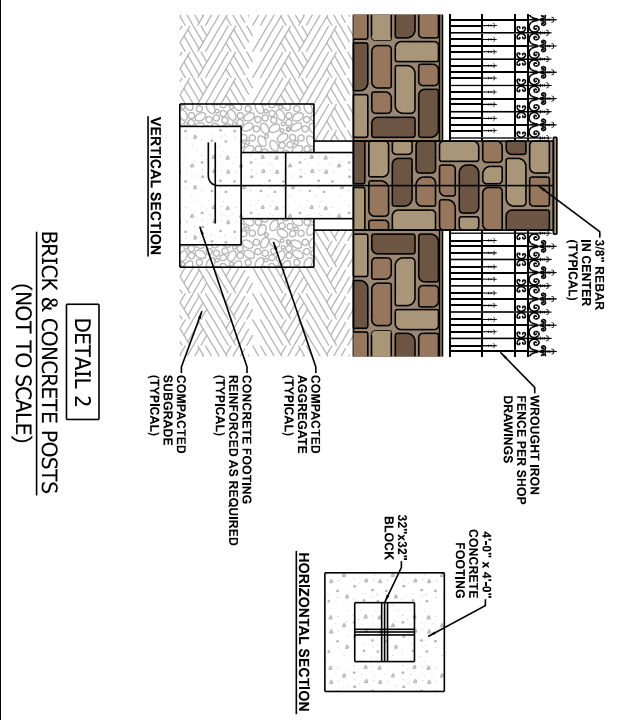 3/8" REBAR
IN CENTER
(TYPICAL)
WROUGHT IRON
FENCE PER SHOP
DRAWINGS
COMPACTED
AGGREGATE
(TYPICAL)
CONCRETE FOOTING
REINFORCED AS REQUIRED
(TYPICAL)
COMPACTED
SUBGRADE
(TYPICAL)
VERTICAL SECTION
4'-0" x 4'-0"
CONCRETE
FOOTING
32"x32"
BLOCK
HORIZONTAL SECTION
DETAIL 2
BRICK & CONCRETE POSTS
(NOT TO SCALE)